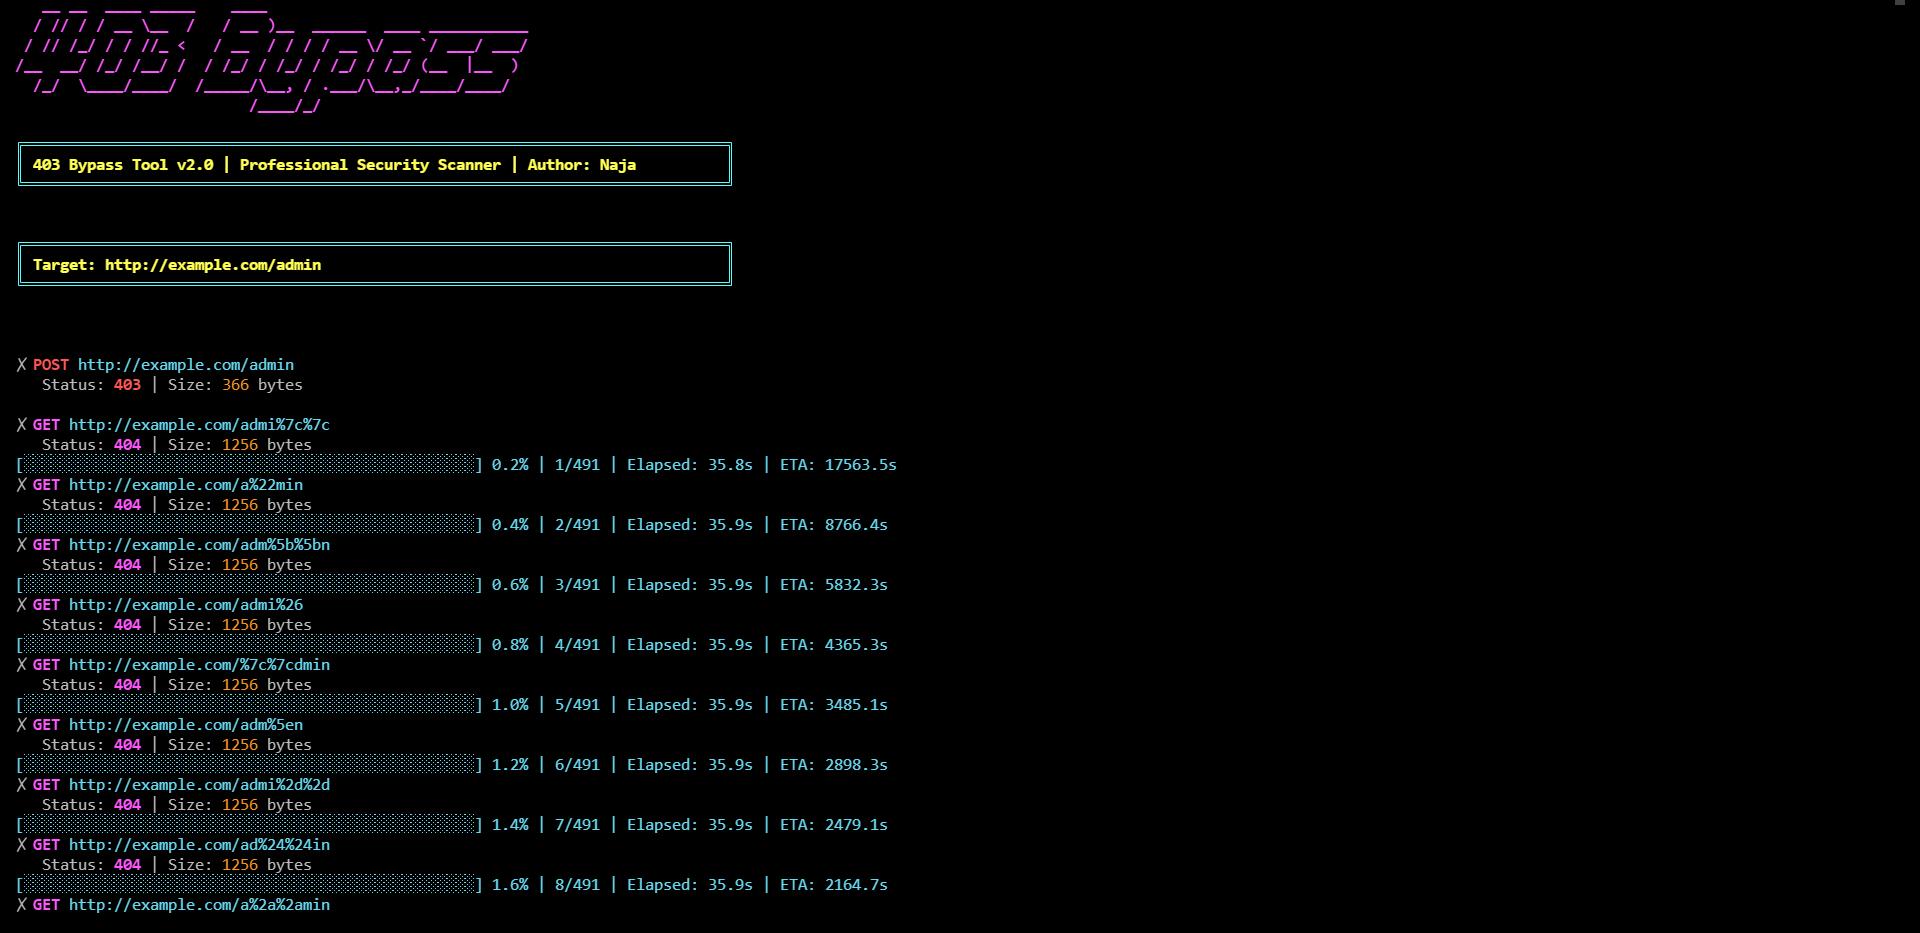 403 Bypass
403 Bypass Tool v2.0 | Professional Security Scanner | Author: Naja
Target: http://example.com/admin
✗ POST http://example.com/admin
Status: 403 | Size: 366 bytes
✗ GET http://example.com/admi%7c%7c
Status: 404 | Size: 1256 bytes
[░░░░░░░░░░░░░░░░░░░░░░░░░░░░░░░░░░░░░░░░░░░░░░░░░░] 0.2% | 1/491 | Elapsed: 35.8s | ETA: 17563.5s
✗ GET http://example.com/a%22min
Status: 404 | Size: 1256 bytes
[░░░░░░░░░░░░░░░░░░░░░░░░░░░░░░░░░░░░░░░░░░░░░░░░░░] 0.4% | 2/491 | Elapsed: 35.9s | ETA: 8766.4s
✗ GET http://example.com/adm%5b%5bn
Status: 404 | Size: 1256 bytes
[░░░░░░░░░░░░░░░░░░░░░░░░░░░░░░░░░░░░░░░░░░░░░░░░░░] 0.6% | 3/491 | Elapsed: 35.9s | ETA: 5832.3s
✗ GET http://example.com/admi%26
Status: 404 | Size: 1256 bytes
[░░░░░░░░░░░░░░░░░░░░░░░░░░░░░░░░░░░░░░░░░░░░░░░░░░] 0.8% | 4/491 | Elapsed: 35.9s | ETA: 4365.3s
✗ GET http://example.com/%7c%7cdmin
Status: 404 | Size: 1256 bytes
[░░░░░░░░░░░░░░░░░░░░░░░░░░░░░░░░░░░░░░░░░░░░░░░░░░] 1.0% | 5/491 | Elapsed: 35.9s | ETA: 3485.1s
✗ GET http://example.com/adm%5en
Status: 404 | Size: 1256 bytes
[░░░░░░░░░░░░░░░░░░░░░░░░░░░░░░░░░░░░░░░░░░░░░░░░░░] 1.2% | 6/491 | Elapsed: 35.9s | ETA: 2898.3s
✗ GET http://example.com/admi%2d%2d
Status: 404 | Size: 1256 bytes
[░░░░░░░░░░░░░░░░░░░░░░░░░░░░░░░░░░░░░░░░░░░░░░░░░░] 1.4% | 7/491 | Elapsed: 35.9s | ETA: 2479.1s
✗ GET http://example.com/ad%24%24in
Status: 404 | Size: 1256 bytes
[░░░░░░░░░░░░░░░░░░░░░░░░░░░░░░░░░░░░░░░░░░░░░░░░░░] 1.6% | 8/491 | Elapsed: 35.9s | ETA: 2164.7s
✗ GET http://example.com/a%2a%2amin